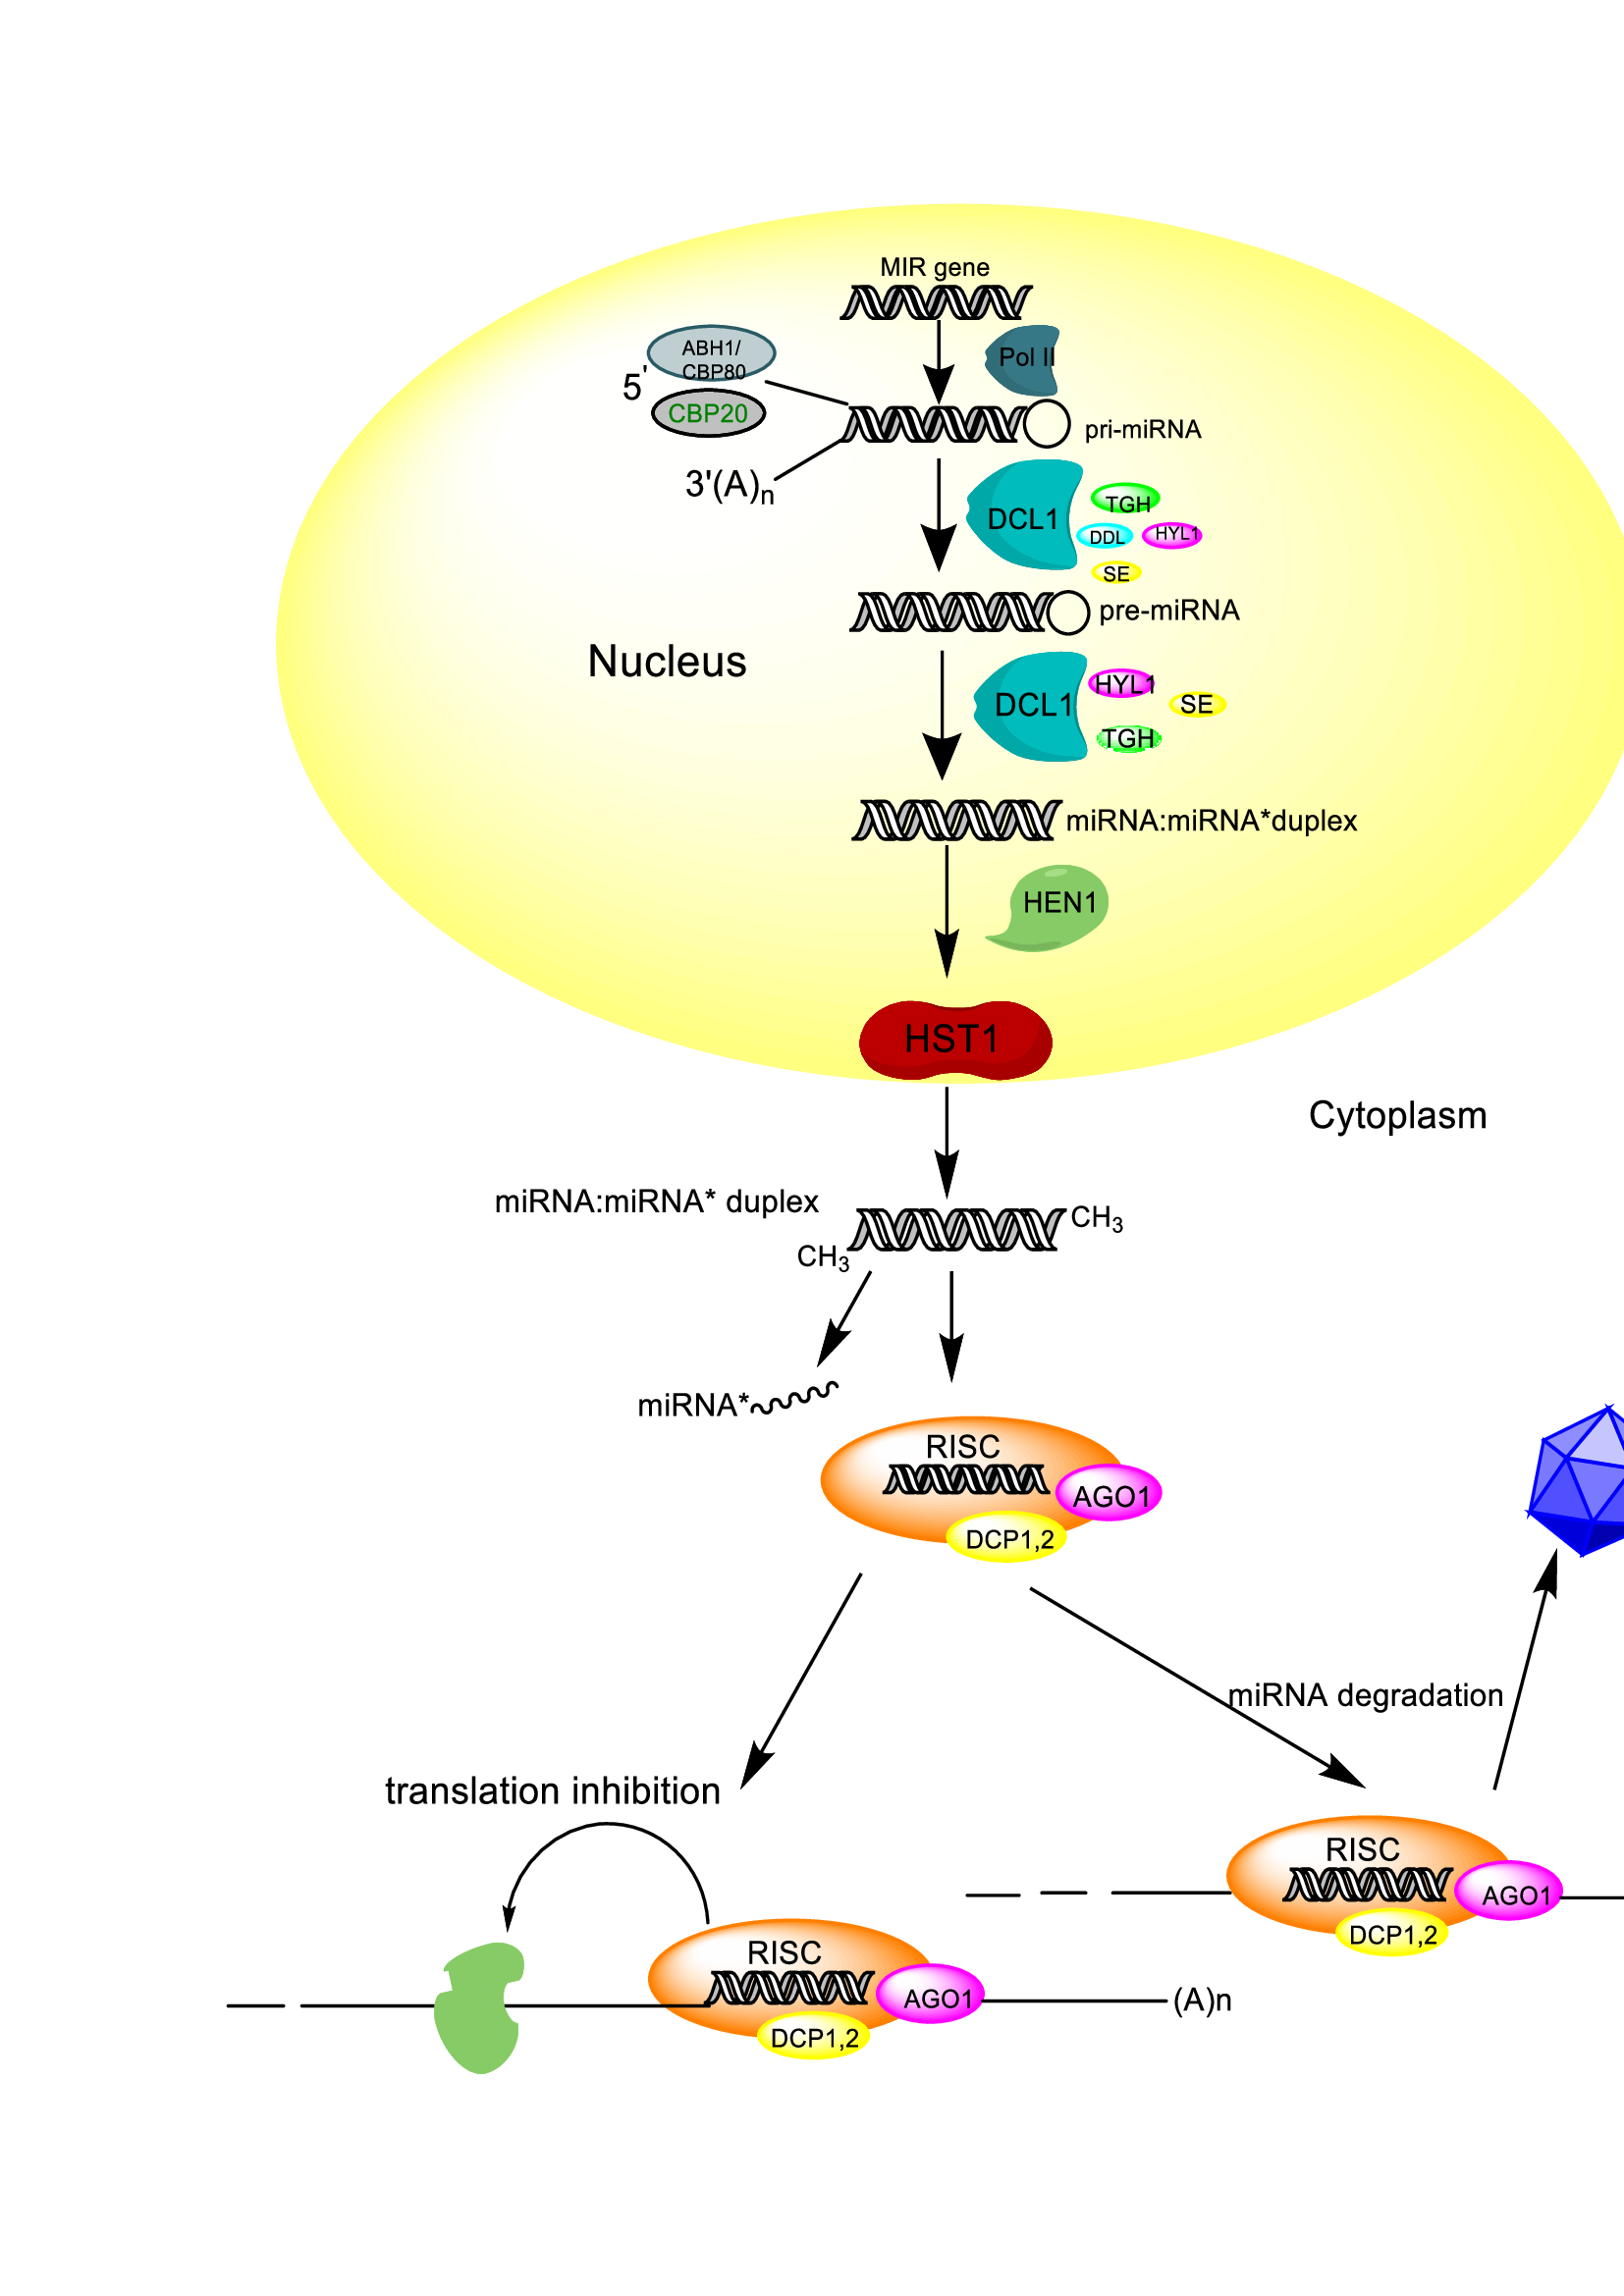 MIR gene
Pol II
ABH1/
CBP80
5'
CBP20
pri-miRNA
3'(A)n
DCL1
TGH
DDL
HYL1
SE
pre-miRNA
Nucleus
DCL1
HYL1
SE
TGH
miRNA:miRNA*duplex
HEN1
HST1
Cytoplasm
miRNA:miRNA* duplex
CH3
CH3
miRNA*
RISC
AGO1
DCP1,2
miRNA degradation
translation inhibition
RISC
AGO1
DCP1,2
RISC
AGO1
DCP1,2
(A)n